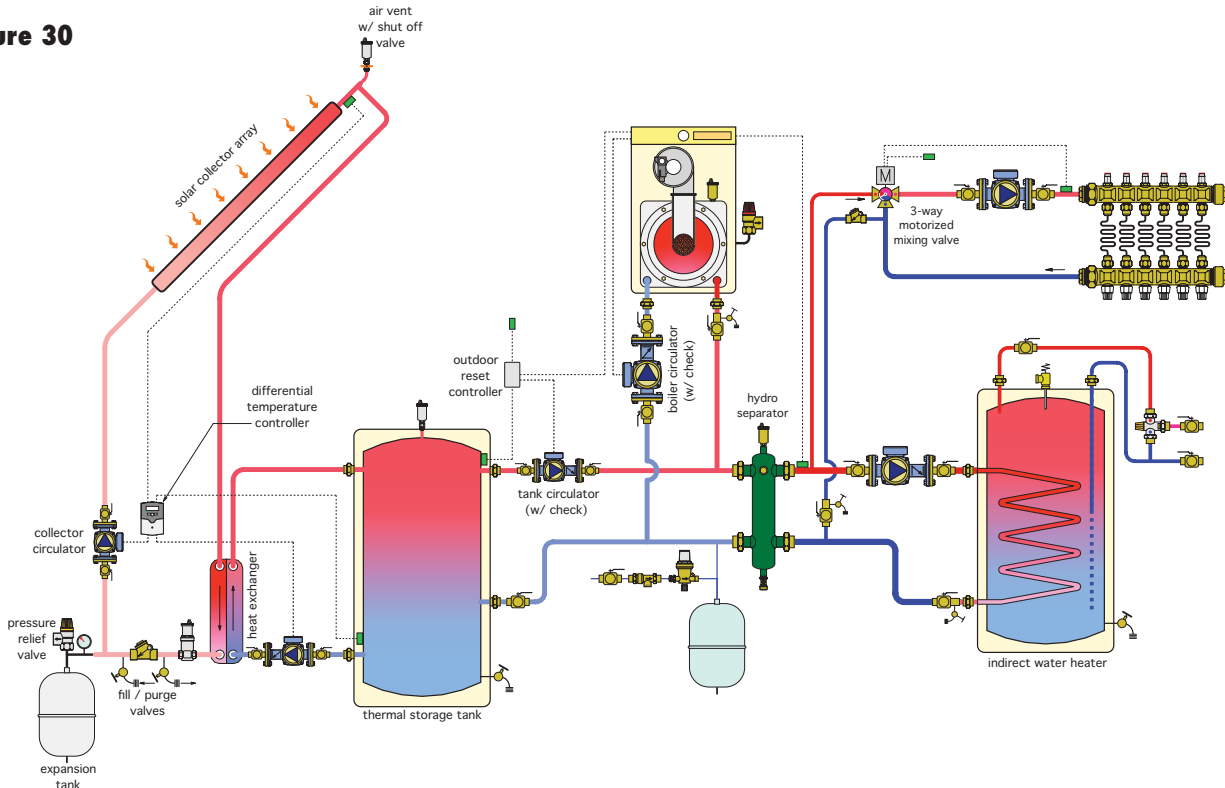 ure 30
air vent
w/ shut off
valve
solar collector array
M
3-way
motorized
mixing valve
outdoor
reset
controller
boiler circulator
(w/ check)
hydro
separator
differential
temperature
controller
tank circulator
(w/ check)
collector
circulator
heat exchanger
pressure
relief
valve
fill / purge
valves
thermal storage tank
indirect water heater
expansion
tank